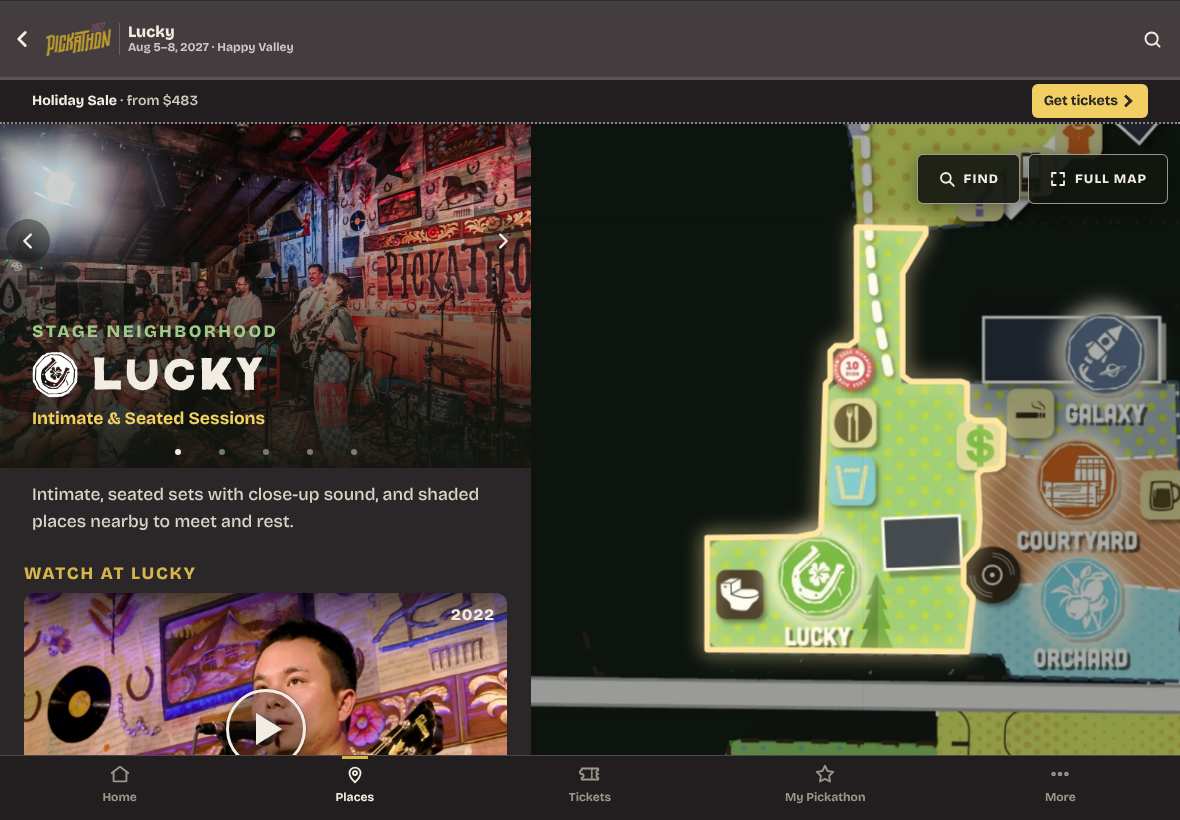 PICKATHON
Lucky
Aug 5–8, 2027 · Happy Valley
Holiday Sale · from $483
Get tickets
FIND
FULL MAP
PICKATHO
STAGE NEIGHBORHOOD
LUCKY
Intimate & Seated Sessions
10
$
GALAXY
COURTYARD
LUCKY
ORCHARD
Intimate, seated sets with close-up sound, and shaded
places nearby to meet and rest.
WATCH AT LUCKY
2022
Home
Places
Tickets
My Pickathon
More